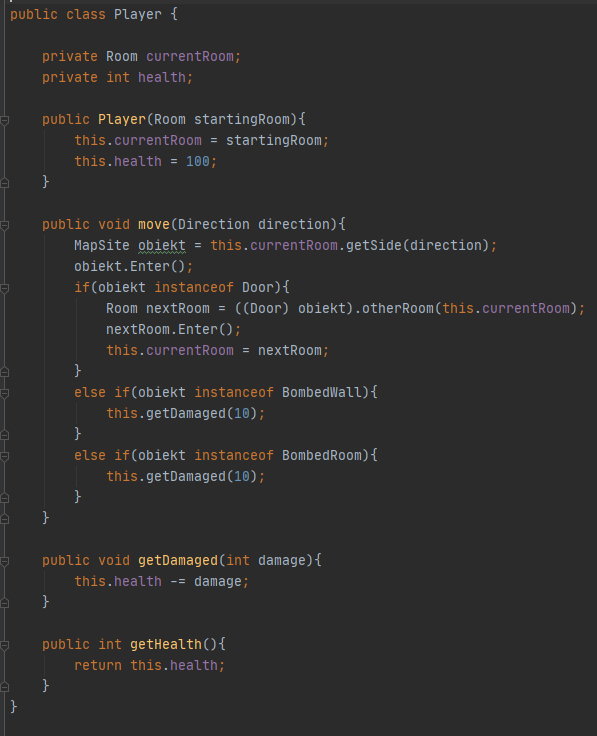 public class Player {
private Room currentRoom;
private int health;
public Player(Room startingRoom){
this.currentRoom = startingRoom;
this.health = 100;
}
public void move(Direction direction){
MapSite obiekt = this.currentRoom.getSide(direction);
obiekt.Enter();
if(obiekt instanceof Door){
Room nextRoom = ((Door) obiekt).otherRoom(this.currentRoom);
nextRoom.Enter();
this.currentRoom = nextRoom;
}
else if(obiekt instanceof BombedWall){
this.getDamaged(10);
}
else if(obiekt instanceof BombedRoom){
this.getDamaged(10);
}
}
public void getDamaged(int damage){
this.health -= damage;
}
public int getHealth(){
return this.health;
}
}